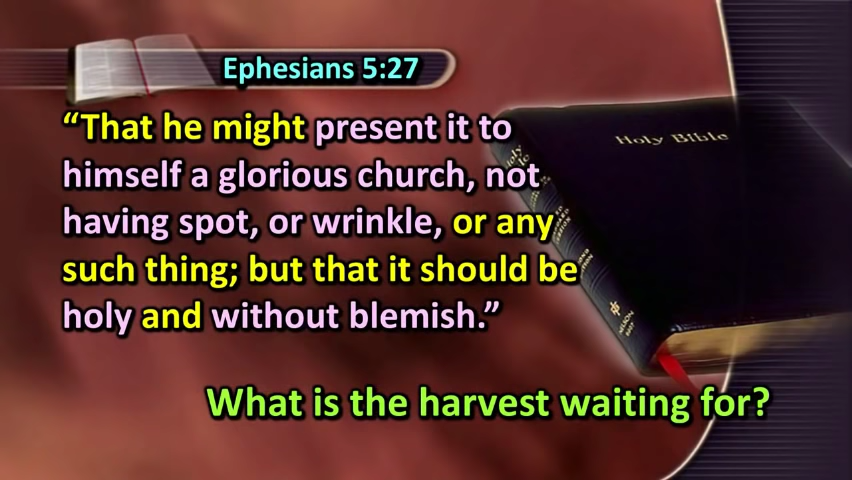 Ephesians 5:27
“That he might present it to
himself a glorious church, not
having spot, or wrinkle, or any
such thing; but that it should be
holy and without blemish.”
What is the harvest waiting for?
Holy Bible